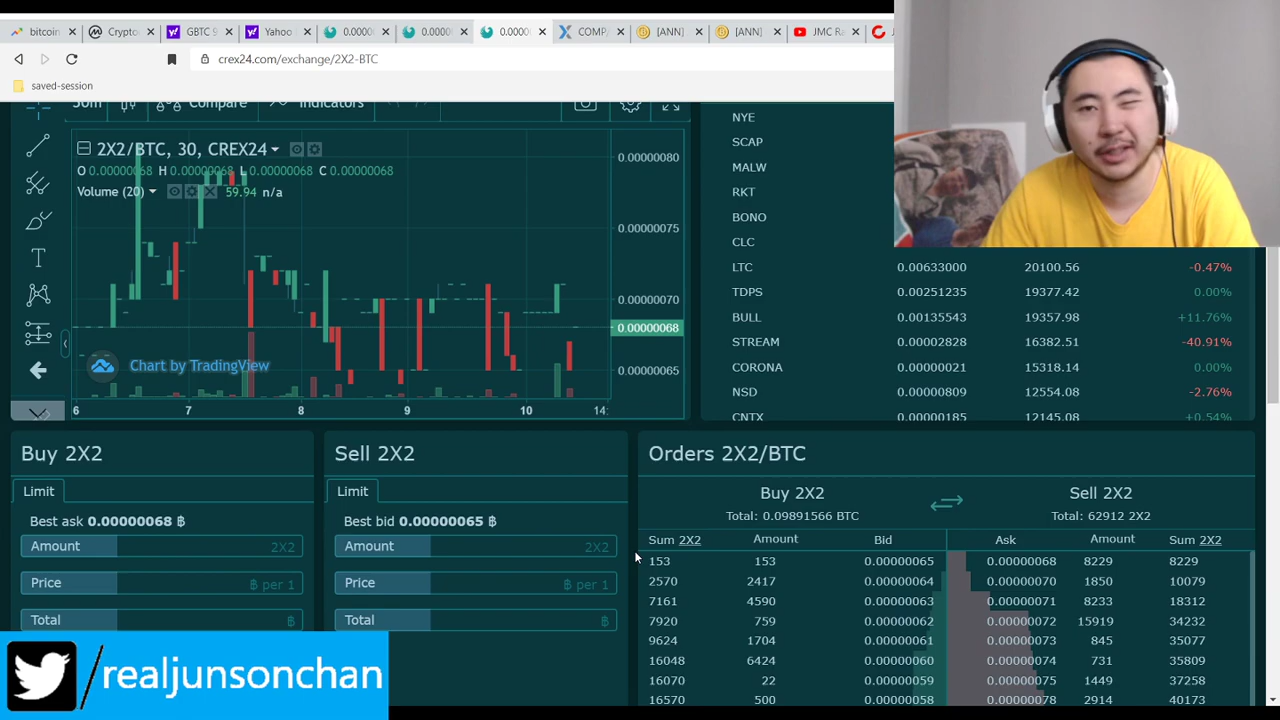 bitcoin
Crypto
GBTC S
Yahoo
0.0000
0.0000
0.0000
COMPA
[ANN]
[ANN]
JMC R
crex24.com/exchange/2X2-BTC
saved-session
30m
Compare
Indicators
2X2/BTC, 30, CREX24
O 0.00000068 H 0.00000068 L 0.00000068 C 0.00000068
Volume (20)
59.94 n/a
0.00000080
0.00000075
0.00000070
0.00000068
0.00000065
Chart by TradingView
6 7 8 9 10 14:
NYE
SCAP
MALW
RKT
BONO
CLC
LTC 0.00633000 20100.56 -0.47%
TDPS 0.00251235 19377.42 0.00%
BULL 0.00135543 19357.98 +11.76%
STREAM 0.00002828 16382.51 -40.91%
CORONA 0.00000021 15318.14 0.00%
NSD 0.00000809 12554.08 -2.76%
CNTX 0.00000185 12145.08 +0.54%
Buy 2X2
Limit
Best ask 0.00000068 ฿
Amount 2X2
Price ฿ per 1
Total ฿
Sell 2X2
Limit
Best bid 0.00000065 ฿
Amount 2X2
Price ฿ per 1
Total ฿
Orders 2X2/BTC
Buy 2X2
Total: 0.09891566 BTC
Sell 2X2
Total: 62912 2X2
Sum 2X2 Amount Bid Ask Amount Sum 2X2
153 153 0.00000065 0.00000068 8229 8229
2570 2417 0.00000064 0.00000070 1850 10079
7161 4590 0.00000063 0.00000071 8233 18312
7920 759 0.00000062 0.00000072 15919 34232
9624 1704 0.00000061 0.00000073 845 35077
16048 6424 0.00000060 0.00000074 731 35809
16070 22 0.00000059 0.00000075 1449 37258
16570 500 0.00000058 0.00000078 2914 40173
/realjunsonchan